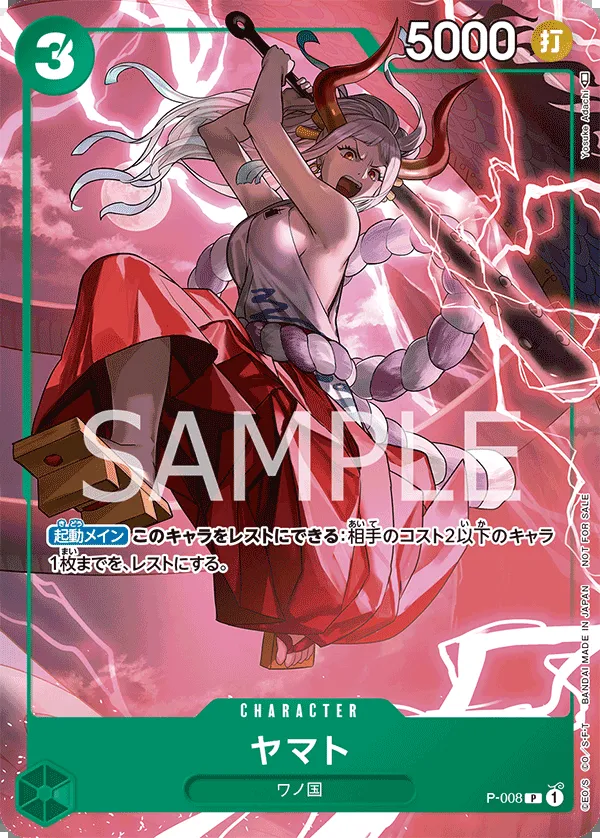 3
5000
打
Yosuke Adachi
SAMPLE
起動メイン このキャラをレストにできる：相手のコスト2以下のキャラ
1枚までを、レストにする。
CHARACTER
ヤマト
ワノ国
P-008 P 1
©E.O/S. ©O/S・F・T BANDAI MADE IN JAPAN NOT FOR SALE